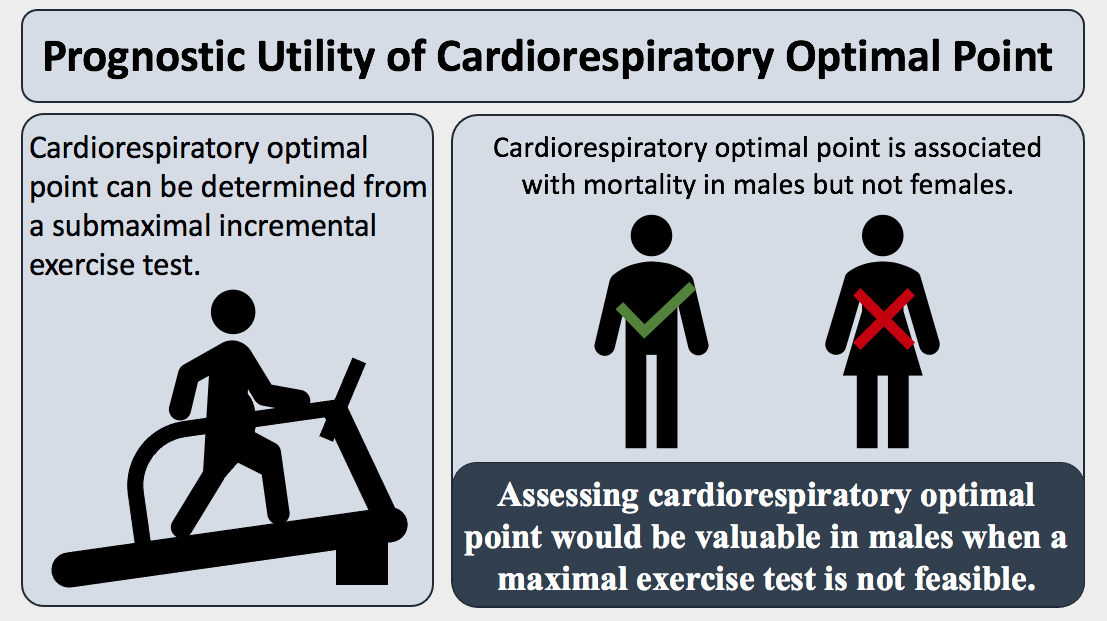 Prognostic Utility of Cardiorespiratory Optimal Point
Cardiorespiratory optimal
point can be determined from
a submaximal incremental
exercise test.
Cardiorespiratory optimal point is associated
with mortality in males but not females.
Assessing cardiorespiratory optimal
point would be valuable in males when a
maximal exercise test is not feasible.